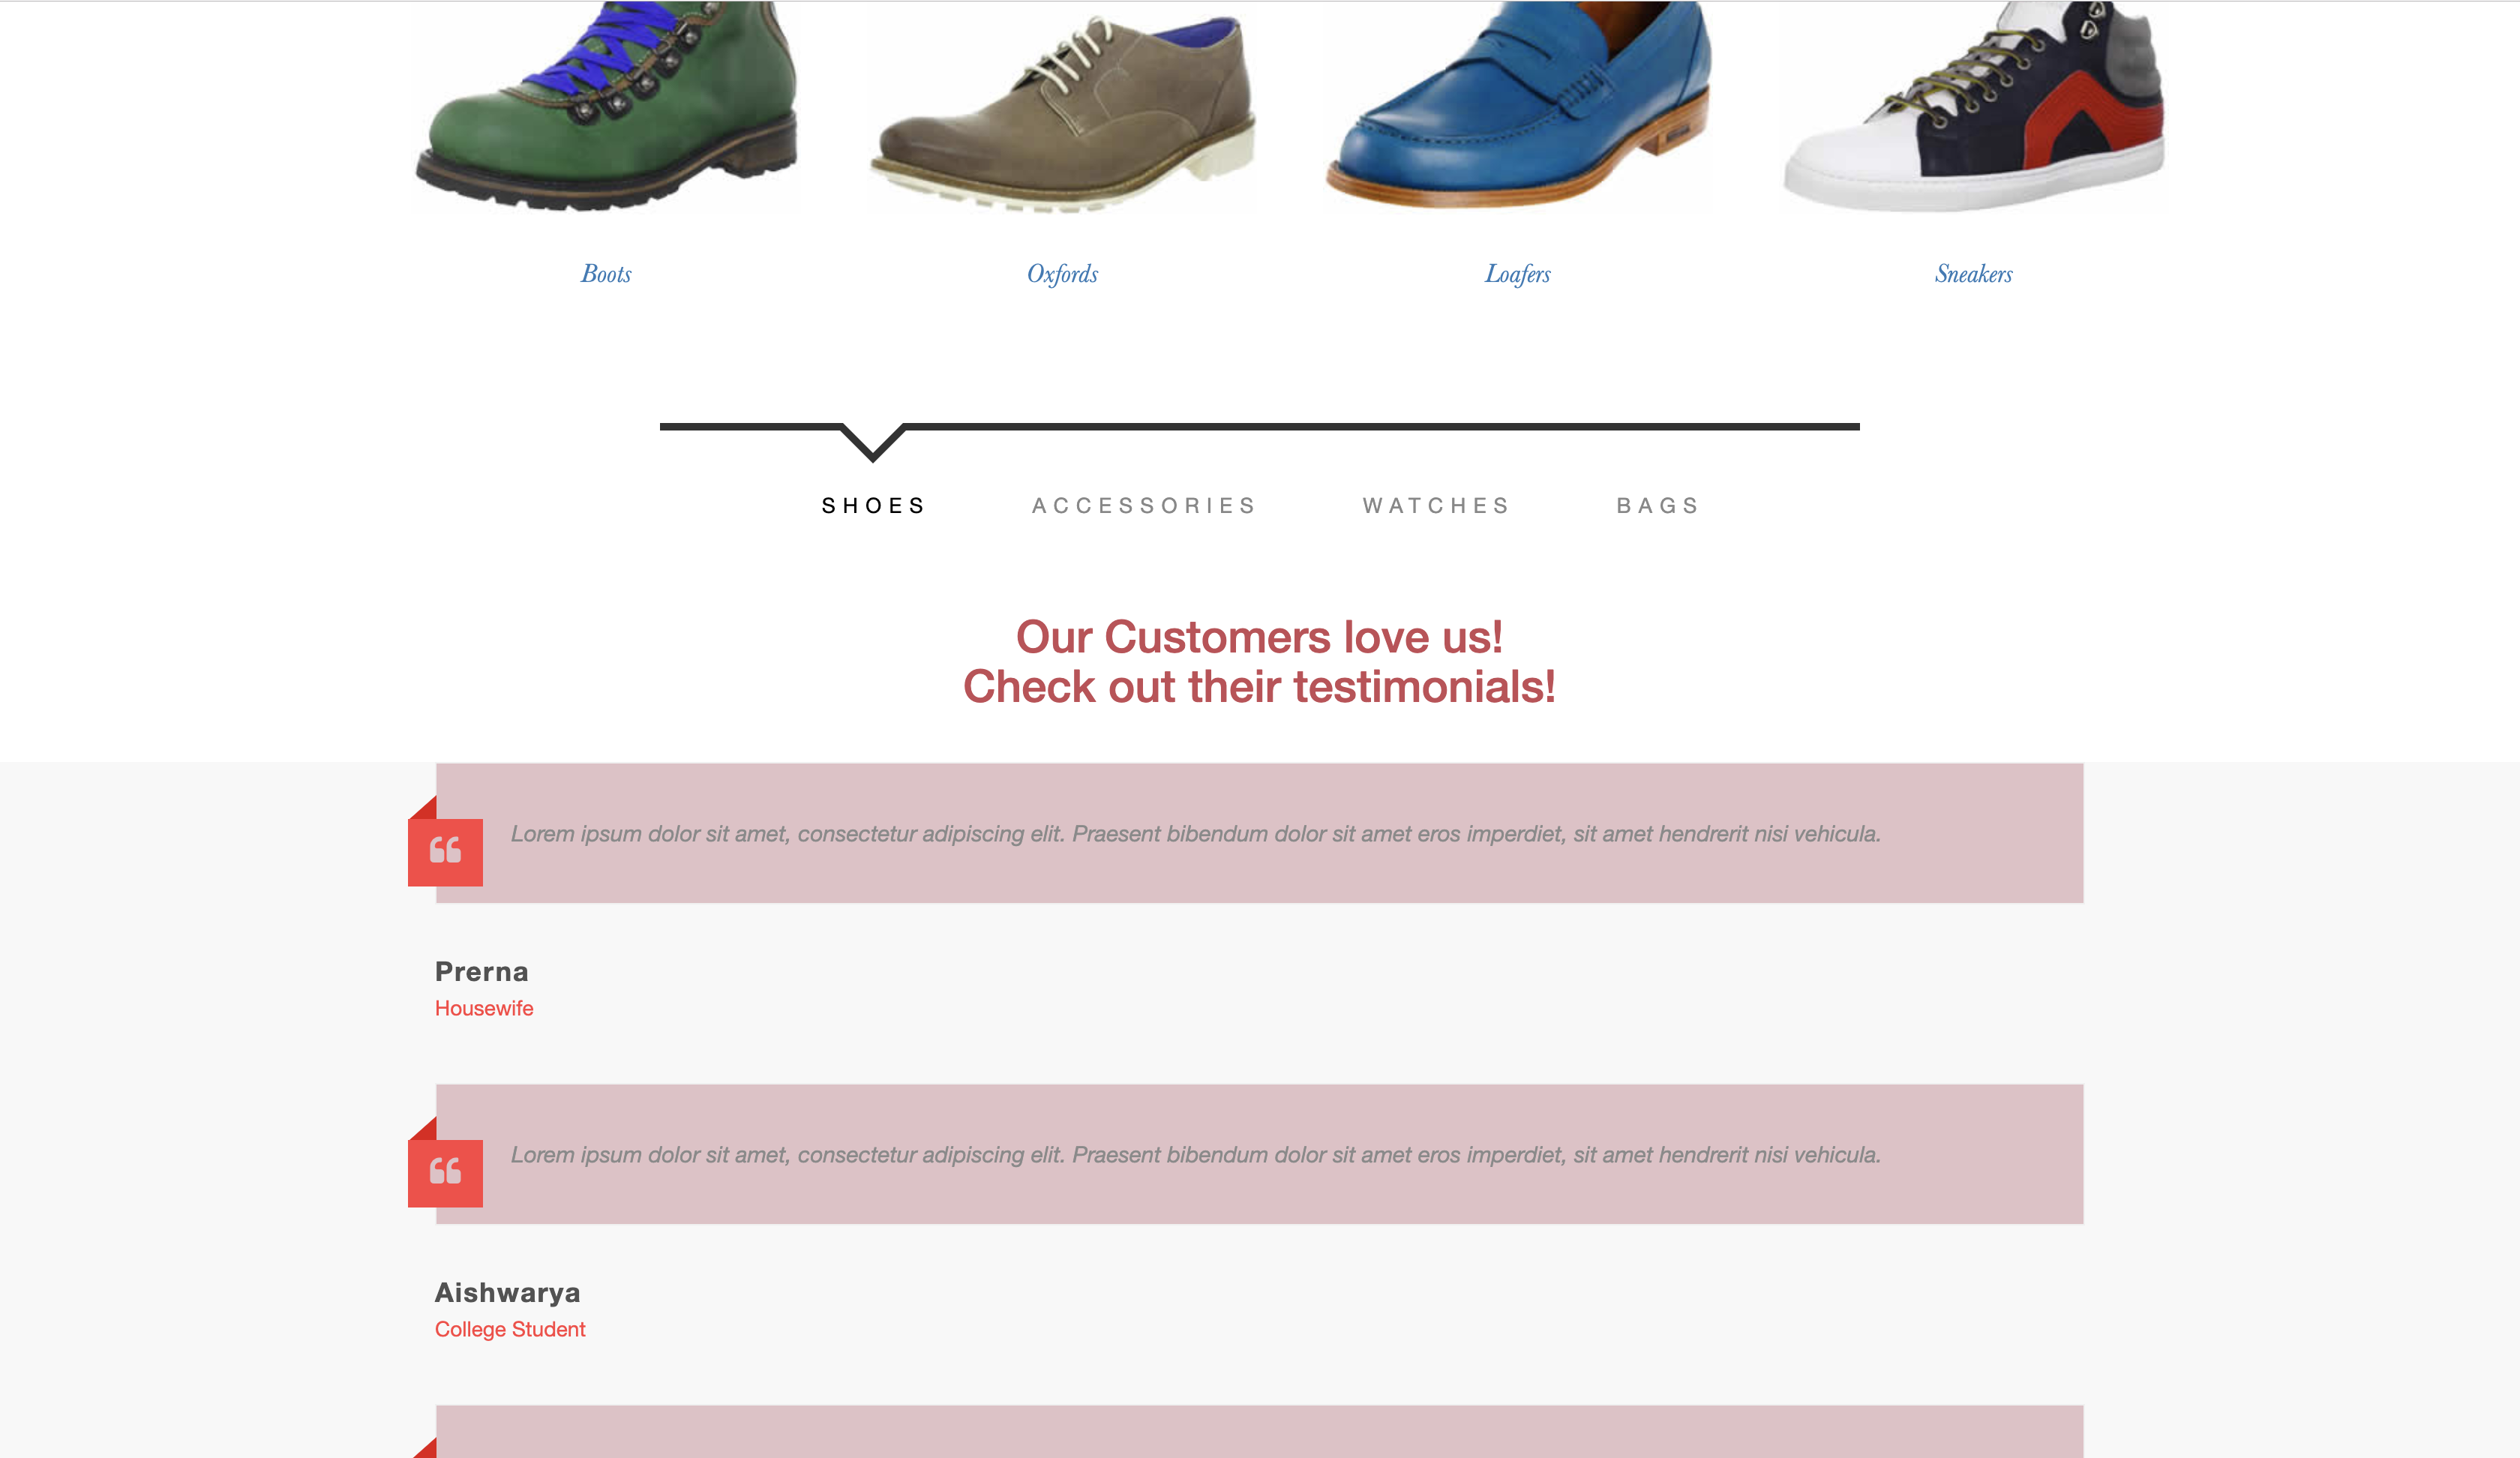 Boots
Oxfords
Loafers
Sneakers
SHOES
ACCESSORIES
WATCHES
BAGS
Our Customers love us!
Check out their testimonials!
Lorem ipsum dolor sit amet, consectetur adipiscing elit. Praesent bibendum dolor sit amet eros imperdiet, sit amet hendrerit nisi vehicula.
Prerna
Housewife
Lorem ipsum dolor sit amet, consectetur adipiscing elit. Praesent bibendum dolor sit amet eros imperdiet, sit amet hendrerit nisi vehicula.
Aishwarya
College Student